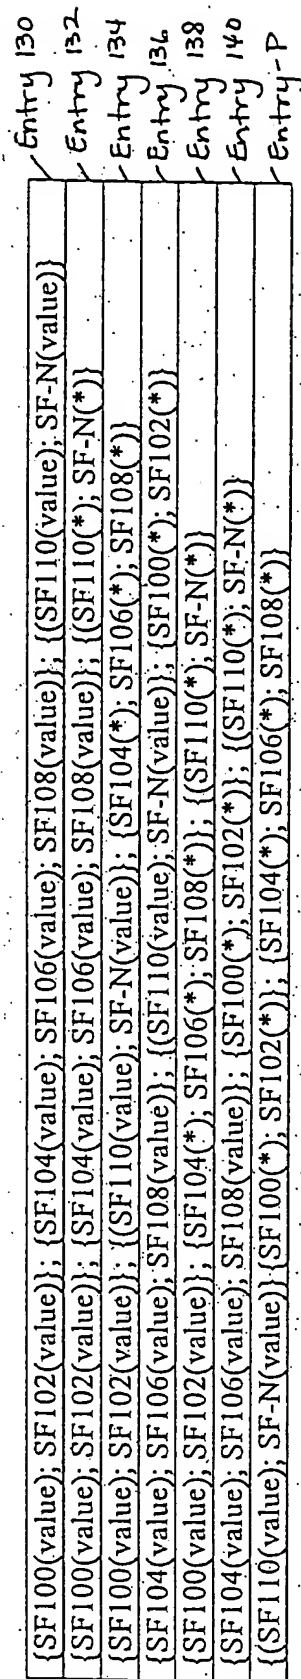 {SF100(value); SF102(value)}; {SF104(value); SF106(value); SF108(value)}; {(SF110(value); SF-N(value)} Entry 130
{SF100(value); SF102(value)}; {SF104(value); SF106(value); SF108(value)}; {(SF110(*); SF-N(*)} Entry 132
{SF100(value); SF102(value)}; {(SF110(value); SF-N(value)}; {SF104(*); SF106(*); SF108(*)} Entry 134
{SF104(value); SF106(value); SF108(value)}; {(SF110(value); SF-N(value)}; {SF100(*); SF102(*)} Entry 136
{SF100(value); SF102(value)}; {SF104(*); SF106(*); SF108(*)}; {(SF110(*); SF-N(*)} Entry 138
{SF104(value); SF106(value); SF108(value)}; {SF100(*); SF102(*)}; {(SF110(*); SF-N(*)} Entry 140
{(SF110(value); SF-N(value)} {SF100(*); SF102(*)}; {SF104(*); SF106(*); SF108(*)} Entry-P